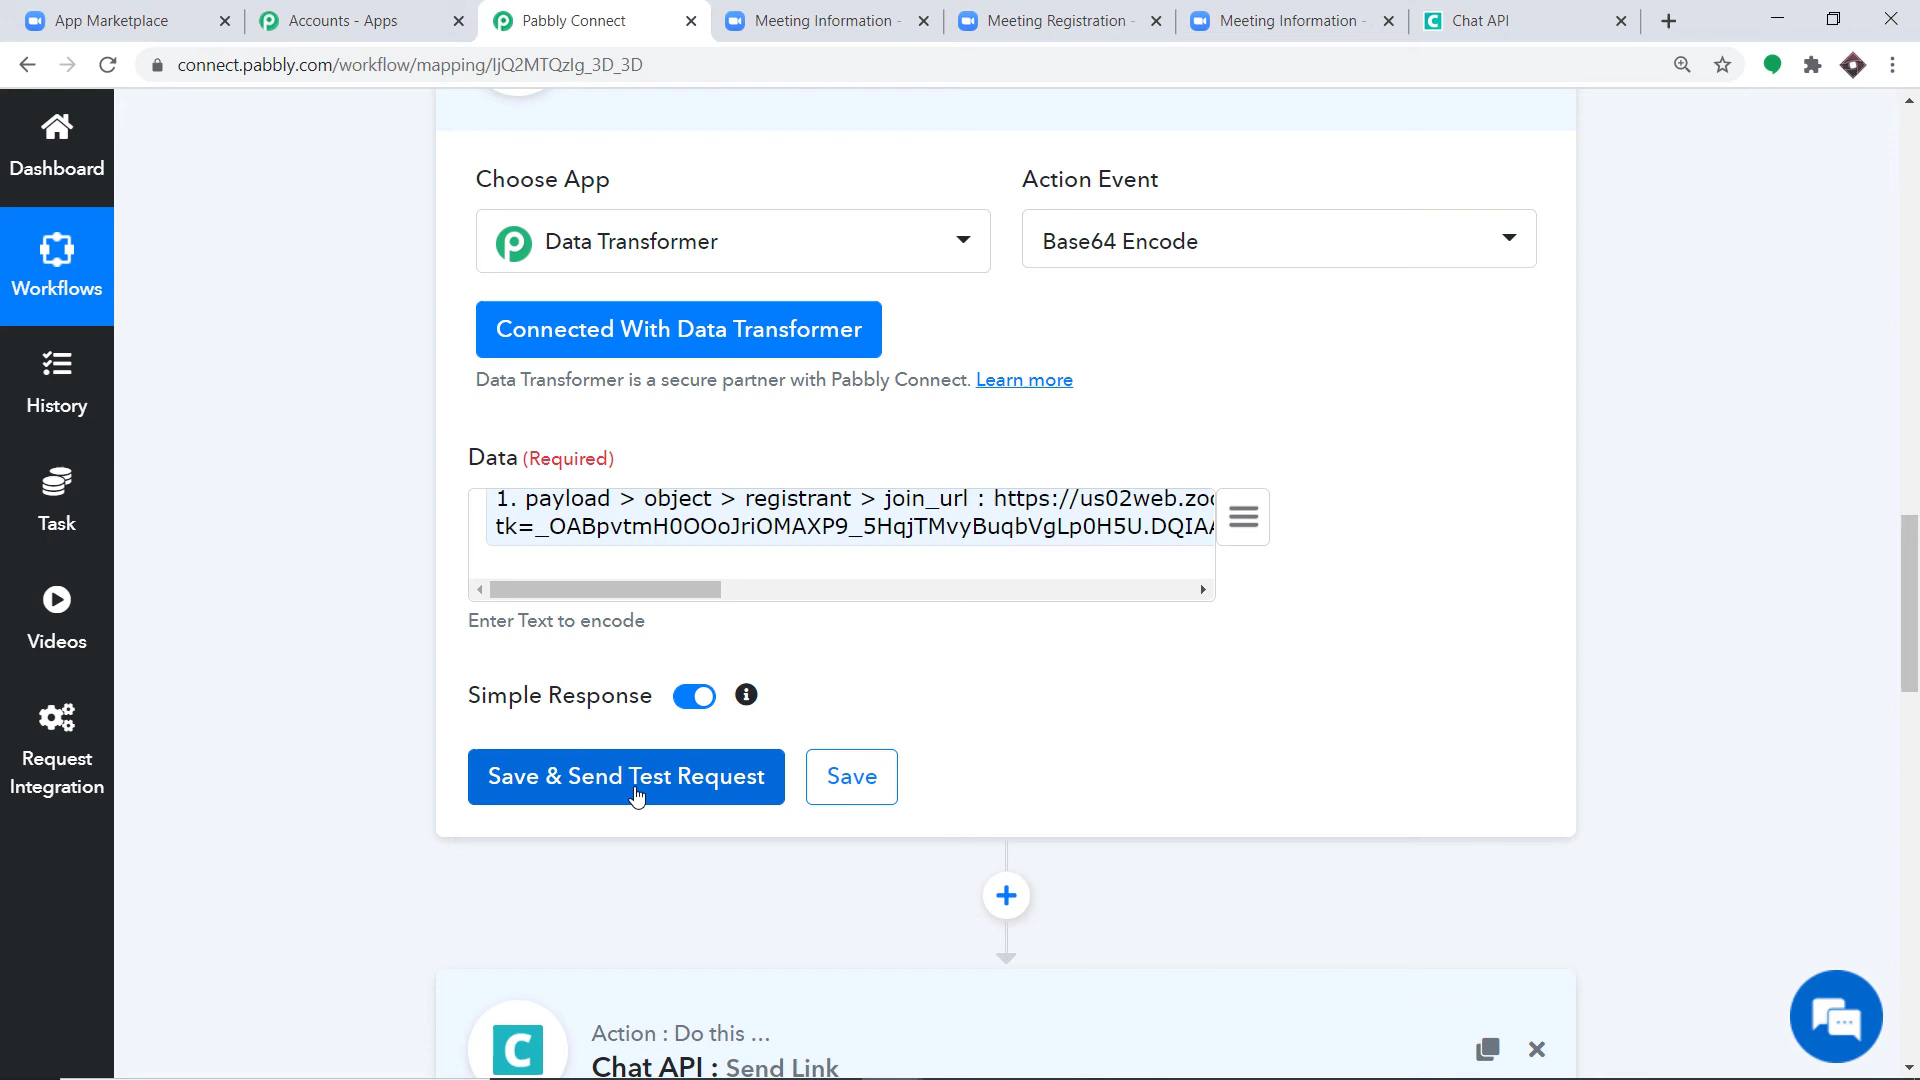 App Marketplace
Accounts - Apps
Pabbly Connect
Meeting Information -
Meeting Registration -
Meeting Information -
Chat API
connect.pabbly.com/workflow/mapping/IjQ2MTQzIg_3D_3D
Dashboard
Workflows
History
Task
Videos
Request
Integration
Choose App
Action Event
Data Transformer
Base64 Encode
Connected With Data Transformer
Data Transformer is a secure partner with Pabbly Connect. Learn more
Data (Required)
1. payload > object > registrant > join_url : https://us02web.zoo
tk=_OABpvtmH0OOoJriOMAXP9_5HqjTMvyBuqbVgLp0H5U.DQIAA
Enter Text to encode
Simple Response
Save & Send Test Request
Save
Action : Do this ...
Chat API : Send Link